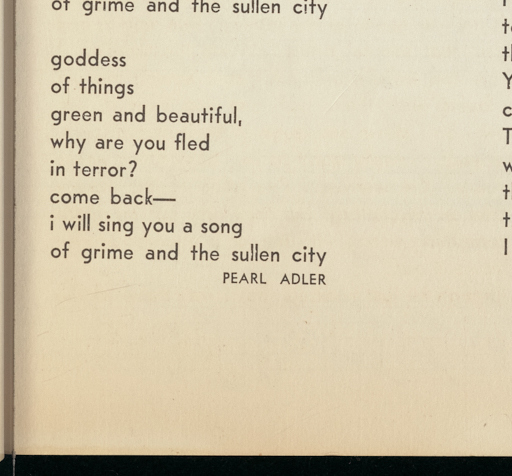 of grime and the sullen city
goddess
of things
green and beautiful,
why are you fled
in terror?
come back—
i will sing you a song
of grime and the sullen city
PEARL ADLER